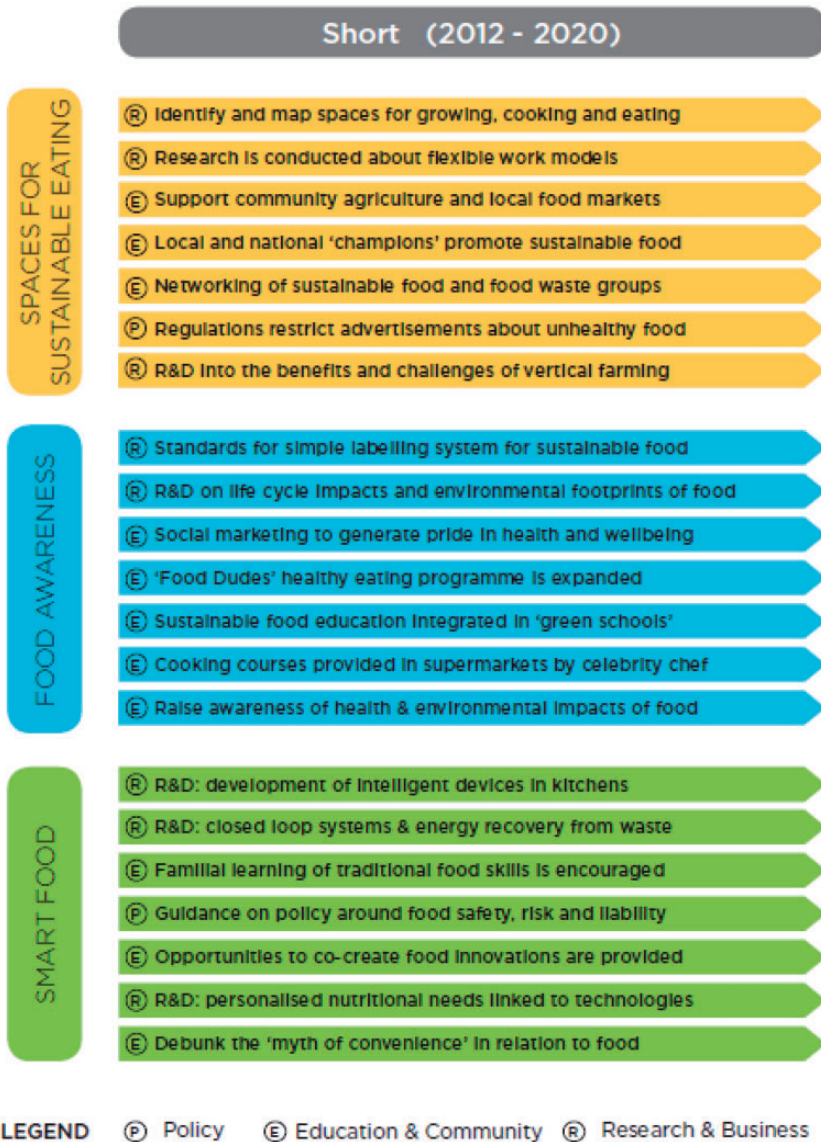 Short (2012 - 2020)
SPACES FOR
SUSTAINABLE EATING
Ⓡ Identify and map spaces for growing, cooking and eating
Ⓡ Research is conducted about flexible work models
Ⓔ Support community agriculture and local food markets
Ⓔ Local and national ‘champions’ promote sustainable food
Ⓔ Networking of sustainable food and food waste groups
Ⓟ Regulations restrict advertisements about unhealthy food
Ⓡ R&D into the benefits and challenges of vertical farming
FOOD AWARENESS
Ⓡ Standards for simple labelling system for sustainable food
Ⓡ R&D on life cycle impacts and environmental footprints of food
Ⓔ Social marketing to generate pride in health and wellbeing
Ⓔ ‘Food Dudes’ healthy eating programme is expanded
Ⓔ Sustainable food education integrated in ‘green schools’
Ⓔ Cooking courses provided in supermarkets by celebrity chef
Ⓔ Raise awareness of health & environmental impacts of food
SMART FOOD
Ⓡ R&D: development of intelligent devices in kitchens
Ⓡ R&D: closed loop systems & energy recovery from waste
Ⓔ Familial learning of traditional food skills is encouraged
Ⓟ Guidance on policy around food safety, risk and liability
Ⓔ Opportunities to co-create food innovations are provided
Ⓡ R&D: personalised nutritional needs linked to technologies
Ⓔ Debunk the ‘myth of convenience’ in relation to food
LEGEND Ⓟ Policy Ⓔ Education & Community Ⓡ Research & Business